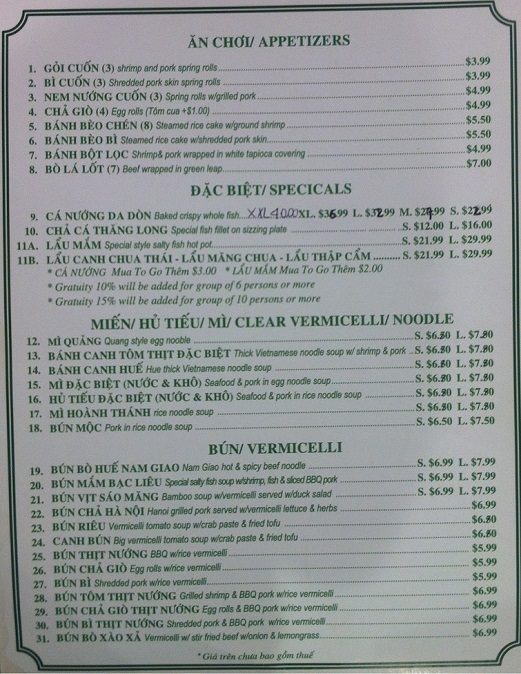 ĂN CHƠI/ APPETIZERS
1. GỎI CUỐN (3) shrimp and pork spring rolls $3.99
2. BÌ CUỐN (3) Shredded pork skin spring rolls $3.99
3. NEM NƯỚNG CUỐN (3) Spring rolls w/grilled pork $4.99
4. CHẢ GIÒ (4) Egg rolls (Tôm cua +$1.00) $4.99
5. BÁNH BÈO CHÉN (8) Steamed rice cake w/ground shrimp $5.50
6. BÁNH BÈO BÌ Steamed rice cake w/shredded pork skin $5.50
7. BÁNH BỘT LỌC Shrimp& pork wrapped in white tapioca covering $4.99
8. BÒ LÁ LỐT (7) Beef wrapped in green leap $7.00
ĐẶC BIỆT/ SPECICALS
9. CÁ NƯỚNG DA DÒN Baked crispy whole fish XXL 40.00 XL. $36.99 L. $32.99 M. $29.99 S. $22.99
10. CHẢ CÁ THĂNG LONG Special fish fillet on sizzing plate S. $12.00 L. $16.00
11A. LẨU MẮM Special style salty fish hot pot S. $21.99 L. $29.99
11B. LẨU CANH CHUA THÁI - LẨU MĂNG CHUA - LẨU THẬP CẨM S. $21.99 L. $29.99
* CÁ NƯỚNG Mua To Go Thêm $3.00 * LẨU MẮM Mua To Go Thêm $2.00
* Gratuity 10% will be added for group of 6 persons or more
* Gratuity 15% will be added for group of 10 persons or more
MIẾN/ HỦ TIẾU/ MÌ/ CLEAR VERMICELLI/ NOODLE
12. MÌ QUẢNG Quang style egg nooble S. $6.80 L. $7.80
13. BÁNH CANH TÔM THỊT ĐẶC BIỆT Thick Vietnamese noodle soup w/ shrimp & pork S. $6.80 L. $7.80
14. BÁNH CANH HUẾ Hue thick Vietnamese noodle soup S. $6.80 L. $7.80
15. MÌ ĐẶC BIỆT (NƯỚC & KHÔ) Seafood & pork in egg noodle soup S. $6.80 L. $7.80
16. HỦ TIẾU ĐẶC BIỆT (NƯỚC & KHÔ) Seafood & pork in rice noodle soup S. $6.80 L. $7.80
17. MÌ HOÀNH THÁNH rice noodle soup S. $6.80 L. $7.80
18. BÚN MỘC Pork in rice noodle soup S. $6.50 L. $7.50
BÚN/ VERMICELLI
19. BÚN BÒ HUẾ NAM GIAO Nam Giao hot & spicy beef noodle S. $6.99 L. $7.99
20. BÚN MẮM BẠC LIÊU Special salty fish soup w/shrimp, fish & sliced BBQ pork S. $6.99 L. $7.99
21. BÚN VỊT SÁO MĂNG Bamboo soup w/vermicelli served w/duck salad S. $6.99 L. $7.99
22. BÚN CHẢ HÀ NỘI Hanoi grilled pork served w/vermicelli lettuce & herbs $6.99
23. BÚN RIÊU Vermicelli tomato soup w/crab paste & fried tofu $6.80
24. CANH BÚN Big vermicelli tomato soup w/crab paste & fried tofu $6.80
25. BÚN THỊT NƯỚNG BBQ w/rice vermicelli $5.99
26. BÚN CHẢ GIÒ Egg rolls w/rice vermicelli $5.99
27. BÚN BÌ Shredded pork w/rice vermicelli $5.99
28. BÚN TÔM THỊT NƯỚNG Grilled shrimp & BBQ pork w/rice vermicelli $6.99
29. BÚN CHẢ GIÒ THỊT NƯỚNG Egg rolls & BBQ pork w/rice vermicelli $6.99
30. BÚN BÌ THỊT NƯỚNG Shredded pork & BBQ pork w/rice vermicelli $6.99
31. BÚN BÒ XÀO XẢ Vermicelli w/ stir fried beef w/onion & lemongrass $6.99
* Giá trên chưa bao gồm thuế